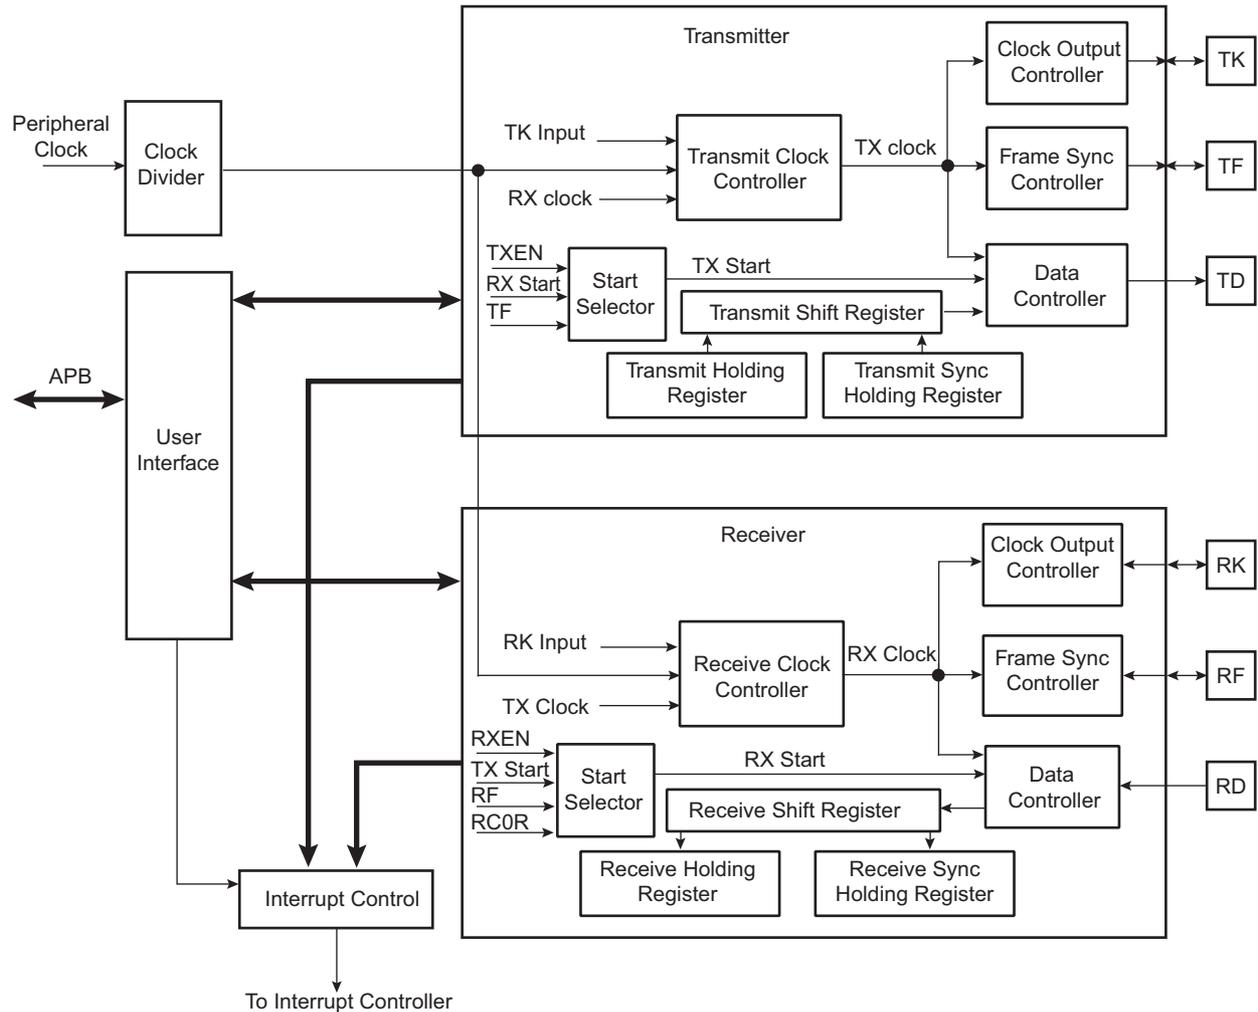 Transmitter
Clock Output
Controller
TK
Peripheral
Clock
Clock
Divider
TK Input
Transmit Clock
Controller
TX clock
Frame Sync
Controller
TF
RX clock
TXEN
RX Start
TF
Start
Selector
TX Start
Data
Controller
TD
Transmit Shift Register
Transmit Holding
Register
Transmit Sync
Holding Register
APB
User
Interface
Receiver
Clock Output
Controller
RK
RK Input
Receive Clock
Controller
RX Clock
Frame Sync
Controller
RF
TX Clock
RXEN
TX Start
RF
RC0R
Start
Selector
RX Start
Data
Controller
RD
Receive Shift Register
Receive Holding
Register
Receive Sync
Holding Register
Interrupt Control
To Interrupt Controller